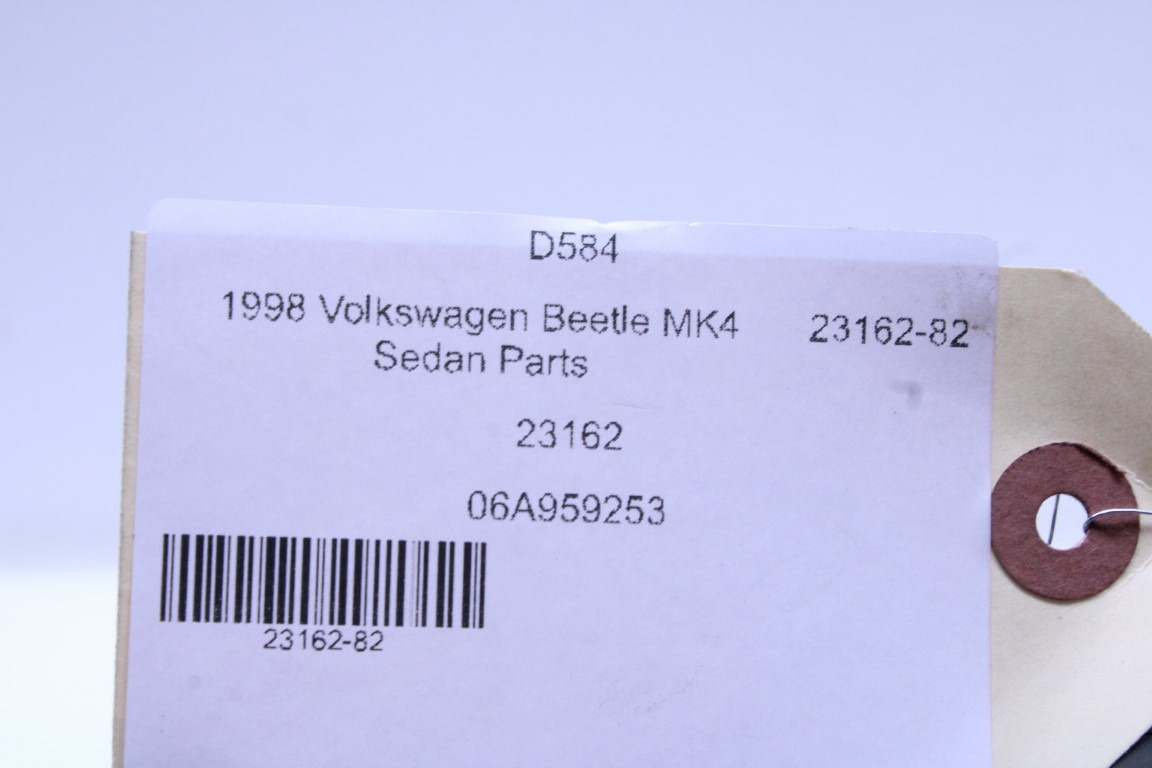 D584
1998 Volkswagen Beetle MK4 23162-82
Sedan Parts
23162
06A959253
23162-82